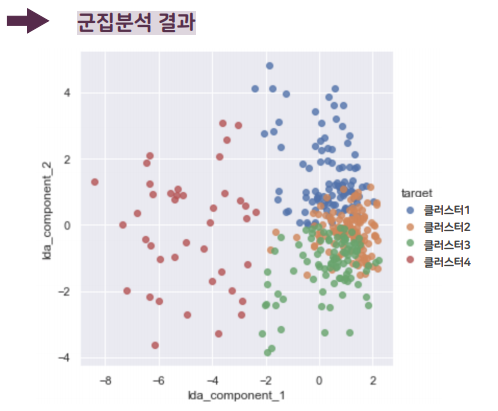 군집분석 결과
lda_component_2
4
2
0
−2
−4
−8
−6
−4
−2
0
2
lda_component_1
target
클러스터1
클러스터2
클러스터3
클러스터4